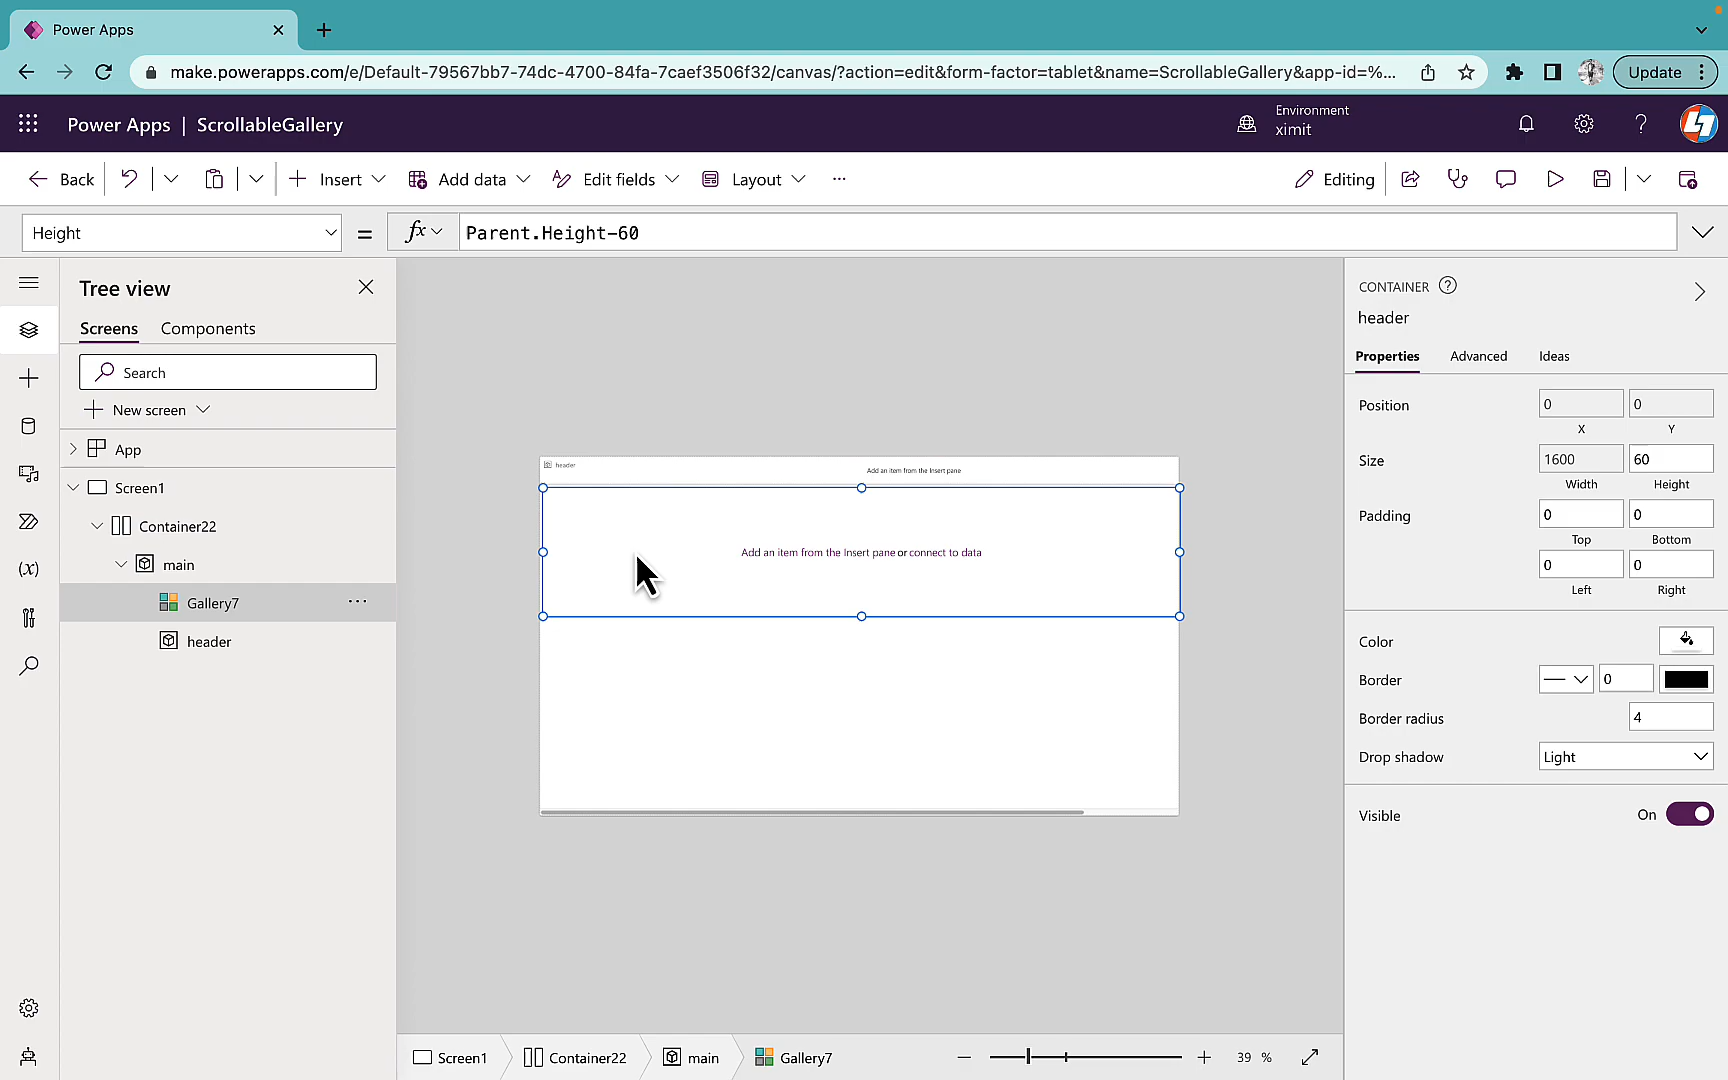 Power Apps
make.powerapps.com/e/Default-79567bb7-74dc-4700-84fa-7caef3506f32/canvas/?action=edit&form-factor=tablet&name=ScrollableGallery&app-id=%...
Update
Power Apps | ScrollableGallery
Environment
ximit
Back
Insert
Add data
Edit fields
Layout
Editing
Height
=
fx
Parent.Height-60
Tree view
Screens
Components
Search
New screen
App
Screen1
Container22
main
Gallery7
header
header
Add an item from the Insert pane
Add an item from the Insert pane or connect to data
CONTAINER
header
Properties
Advanced
Ideas
Position
0
0
X
Y
Size
1600
60
Width
Height
Padding
0
0
Top
Bottom
0
0
Left
Right
Color
Border
0
Border radius
4
Drop shadow
Light
Visible
On
Screen1
Container22
main
Gallery7
39 %